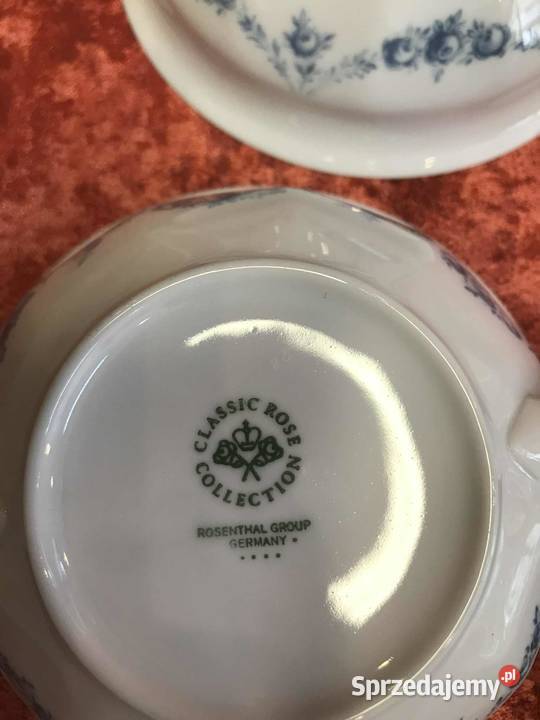 CLASSIC ROSE
COLLECTION
ROSENTHAL GROUP
GERMANY
Sprzedajemy.pl